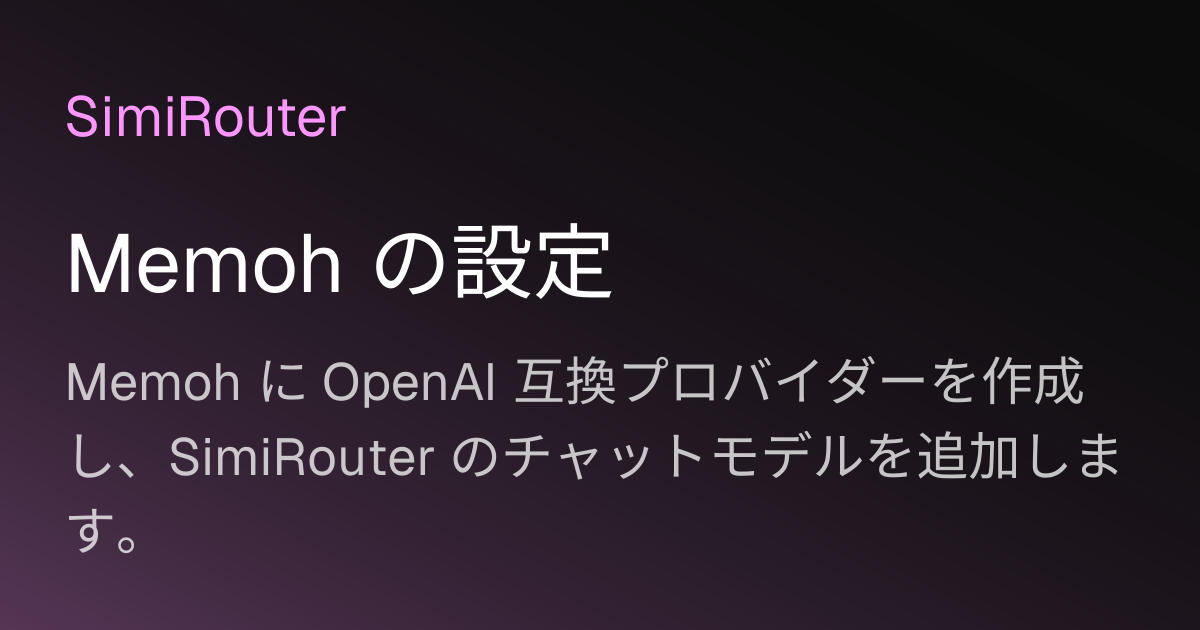 SimiRouter
Memoh の設定
Memoh に OpenAI 互換プロバイダーを作成
し、SimiRouter のチャットモデルを追加しま
す。